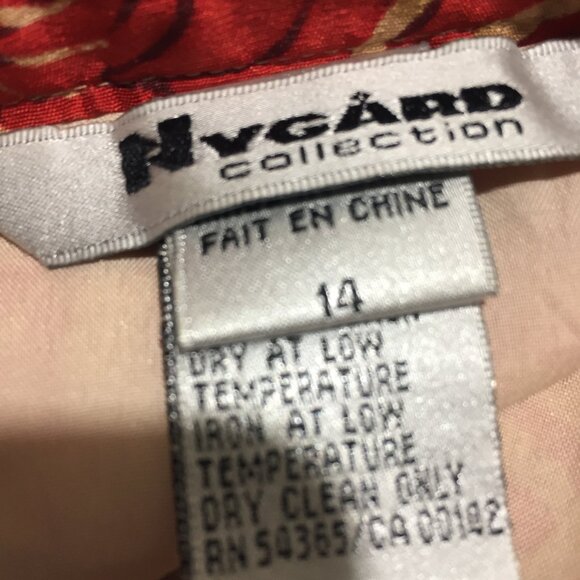 NYGÅRD
collection
FAIT EN CHINE
14
DRY AT LOW
TEMPERATURE
IRON AT LOW
TEMPERATURE
DRY CLEAN ONLY
RN 54365/CA 00142